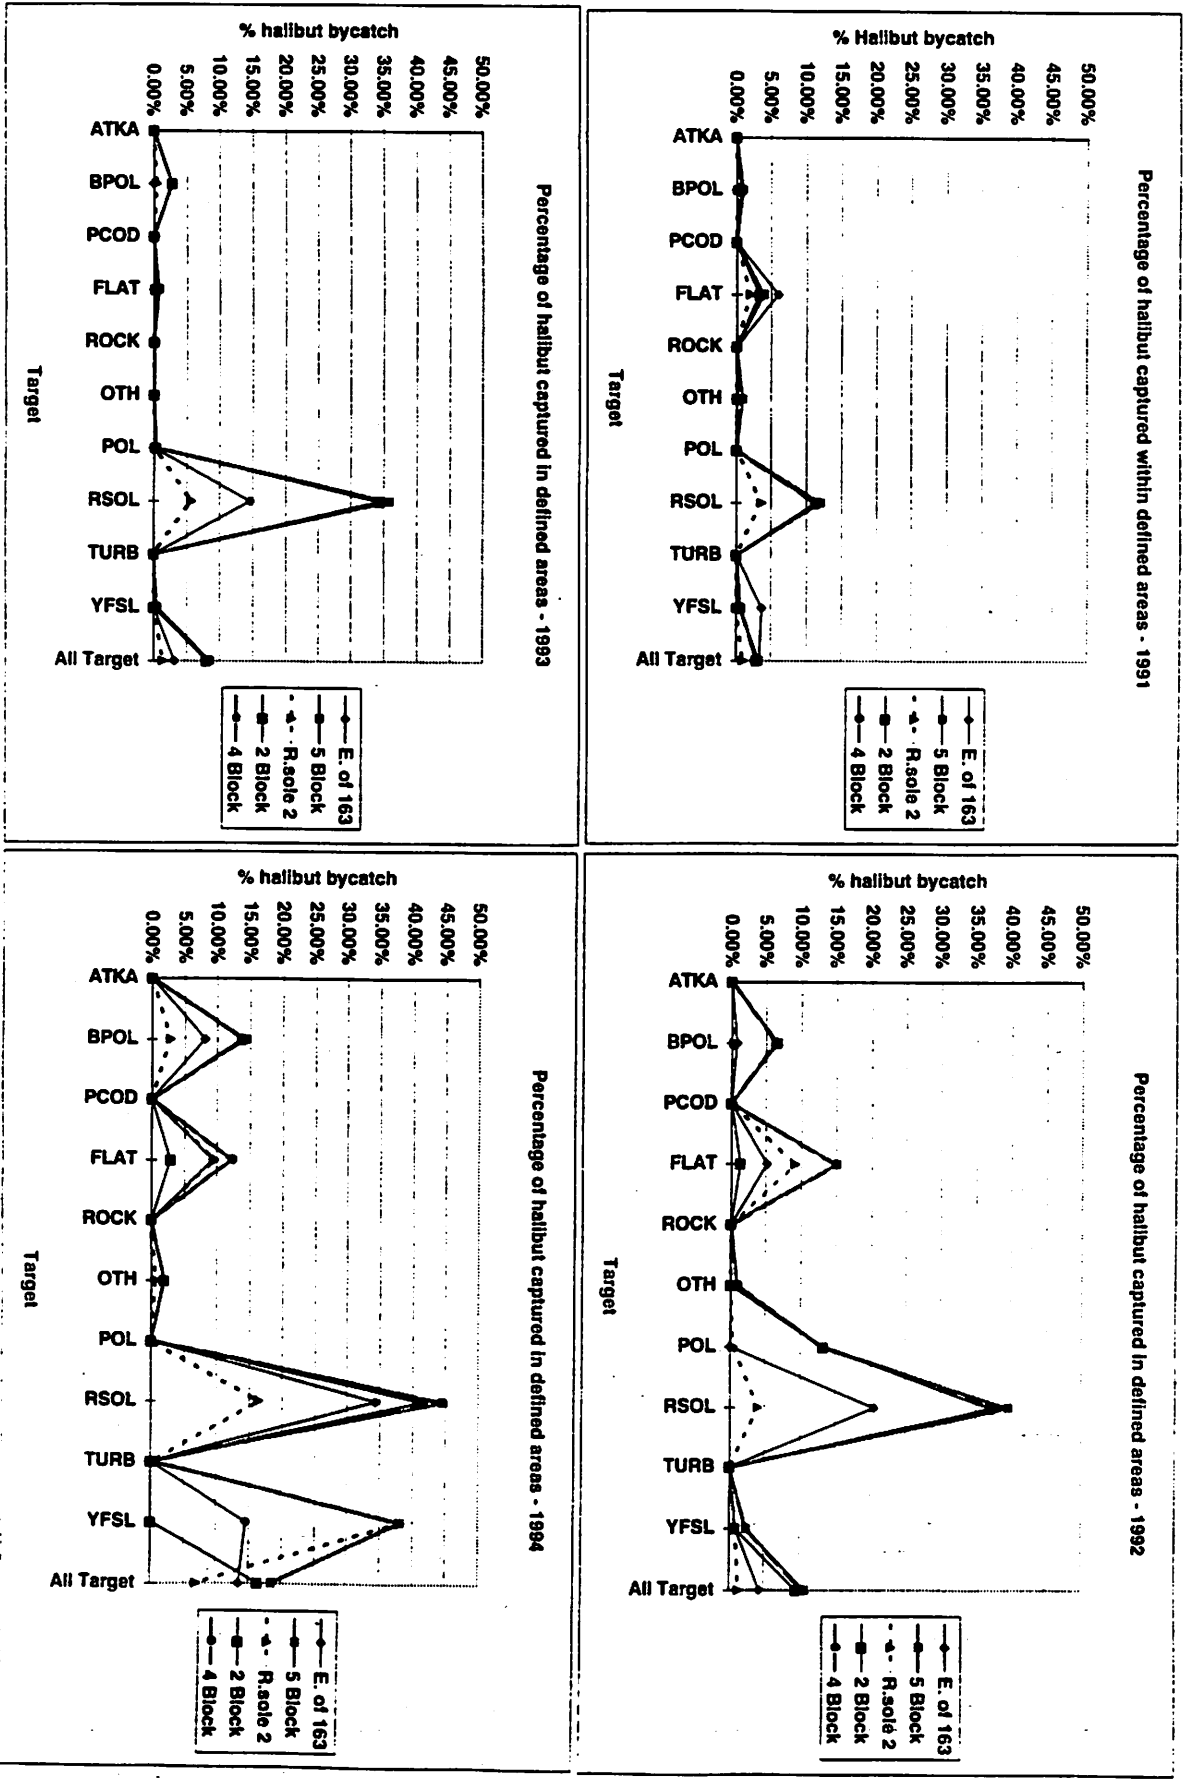 Percentage of halibut captured within defined areas - 1991
% Halibut bycatch
50.00%
45.00%
40.00%
35.00%
30.00%
25.00%
20.00%
15.00%
10.00%
5.00%
0.00%
ATKA
BPOL
PCOD
FLAT
ROCK
OTH
POL
RSOL
TURB
YFSL
All Target
Target
E. of 163
5 Block
R.sole 2
2 Block
4 Block
Percentage of halibut captured in defined areas - 1992
% halibut bycatch
50.00%
45.00%
40.00%
35.00%
30.00%
25.00%
20.00%
15.00%
10.00%
5.00%
0.00%
ATKA
BPOL
PCOD
FLAT
ROCK
OTH
POL
RSOL
TURB
YFSL
All Target
Target
E. of 163
5 Block
R.sole 2
2 Block
4 Block
Percentage of halibut captured in defined areas - 1993
% halibut bycatch
50.00%
45.00%
40.00%
35.00%
30.00%
25.00%
20.00%
15.00%
10.00%
5.00%
0.00%
ATKA
BPOL
PCOD
FLAT
ROCK
OTH
POL
RSOL
TURB
YFSL
All Target
Target
E. of 163
5 Block
R.sole 2
2 Block
4 Block
Percentage of halibut captured in defined areas - 1994
% halibut bycatch
50.00%
45.00%
40.00%
35.00%
30.00%
25.00%
20.00%
15.00%
10.00%
5.00%
0.00%
ATKA
BPOL
PCOD
FLAT
ROCK
OTH
POL
RSOL
TURB
YFSL
All Target
Target
E. of 163
5 Block
R.sole 2
2 Block
4 Block